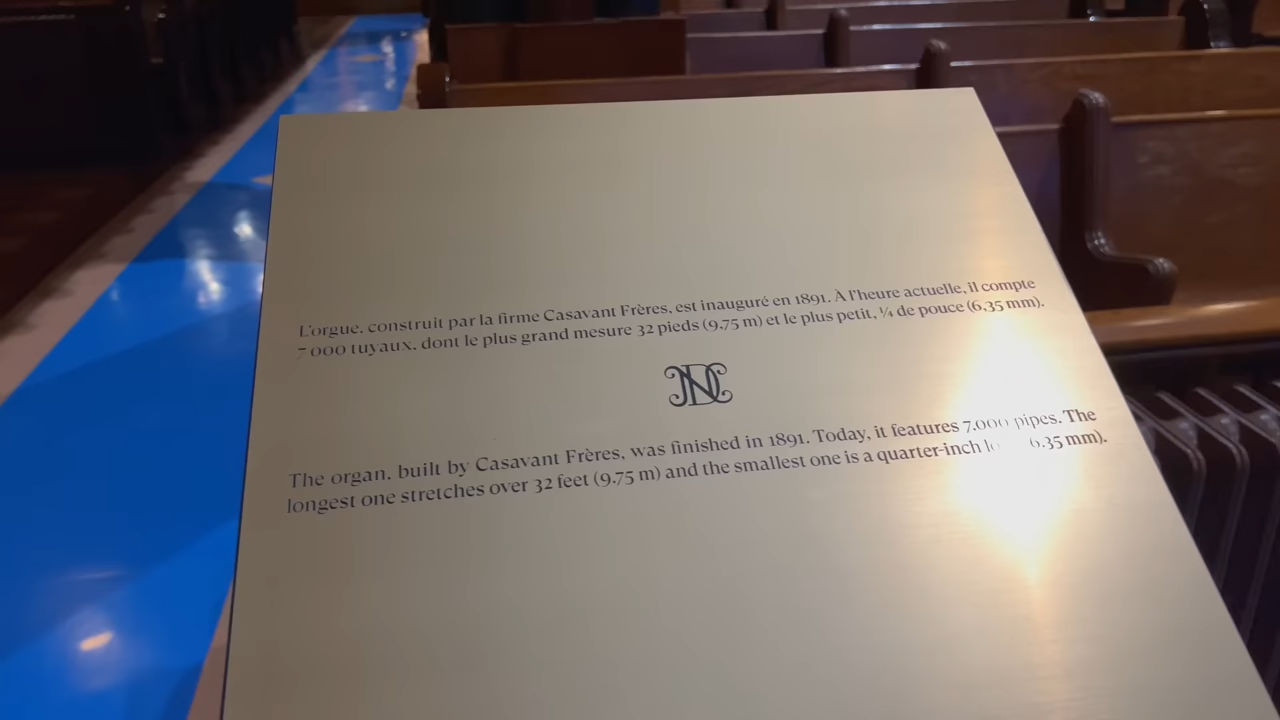 L'orgue, construit par la firme Casavant Frères, est inauguré en 1891. À l'heure actuelle, il compte
7 000 tuyaux, dont le plus grand mesure 32 pieds (9,75 m) et le plus petit, ¼ de pouce (6,35 mm).
The organ, built by Casavant Frères, was finished in 1891. Today, it features 7,000 pipes. The
longest one stretches over 32 feet (9.75 m) and the smallest one is a quarter-inch 6.35 mm).